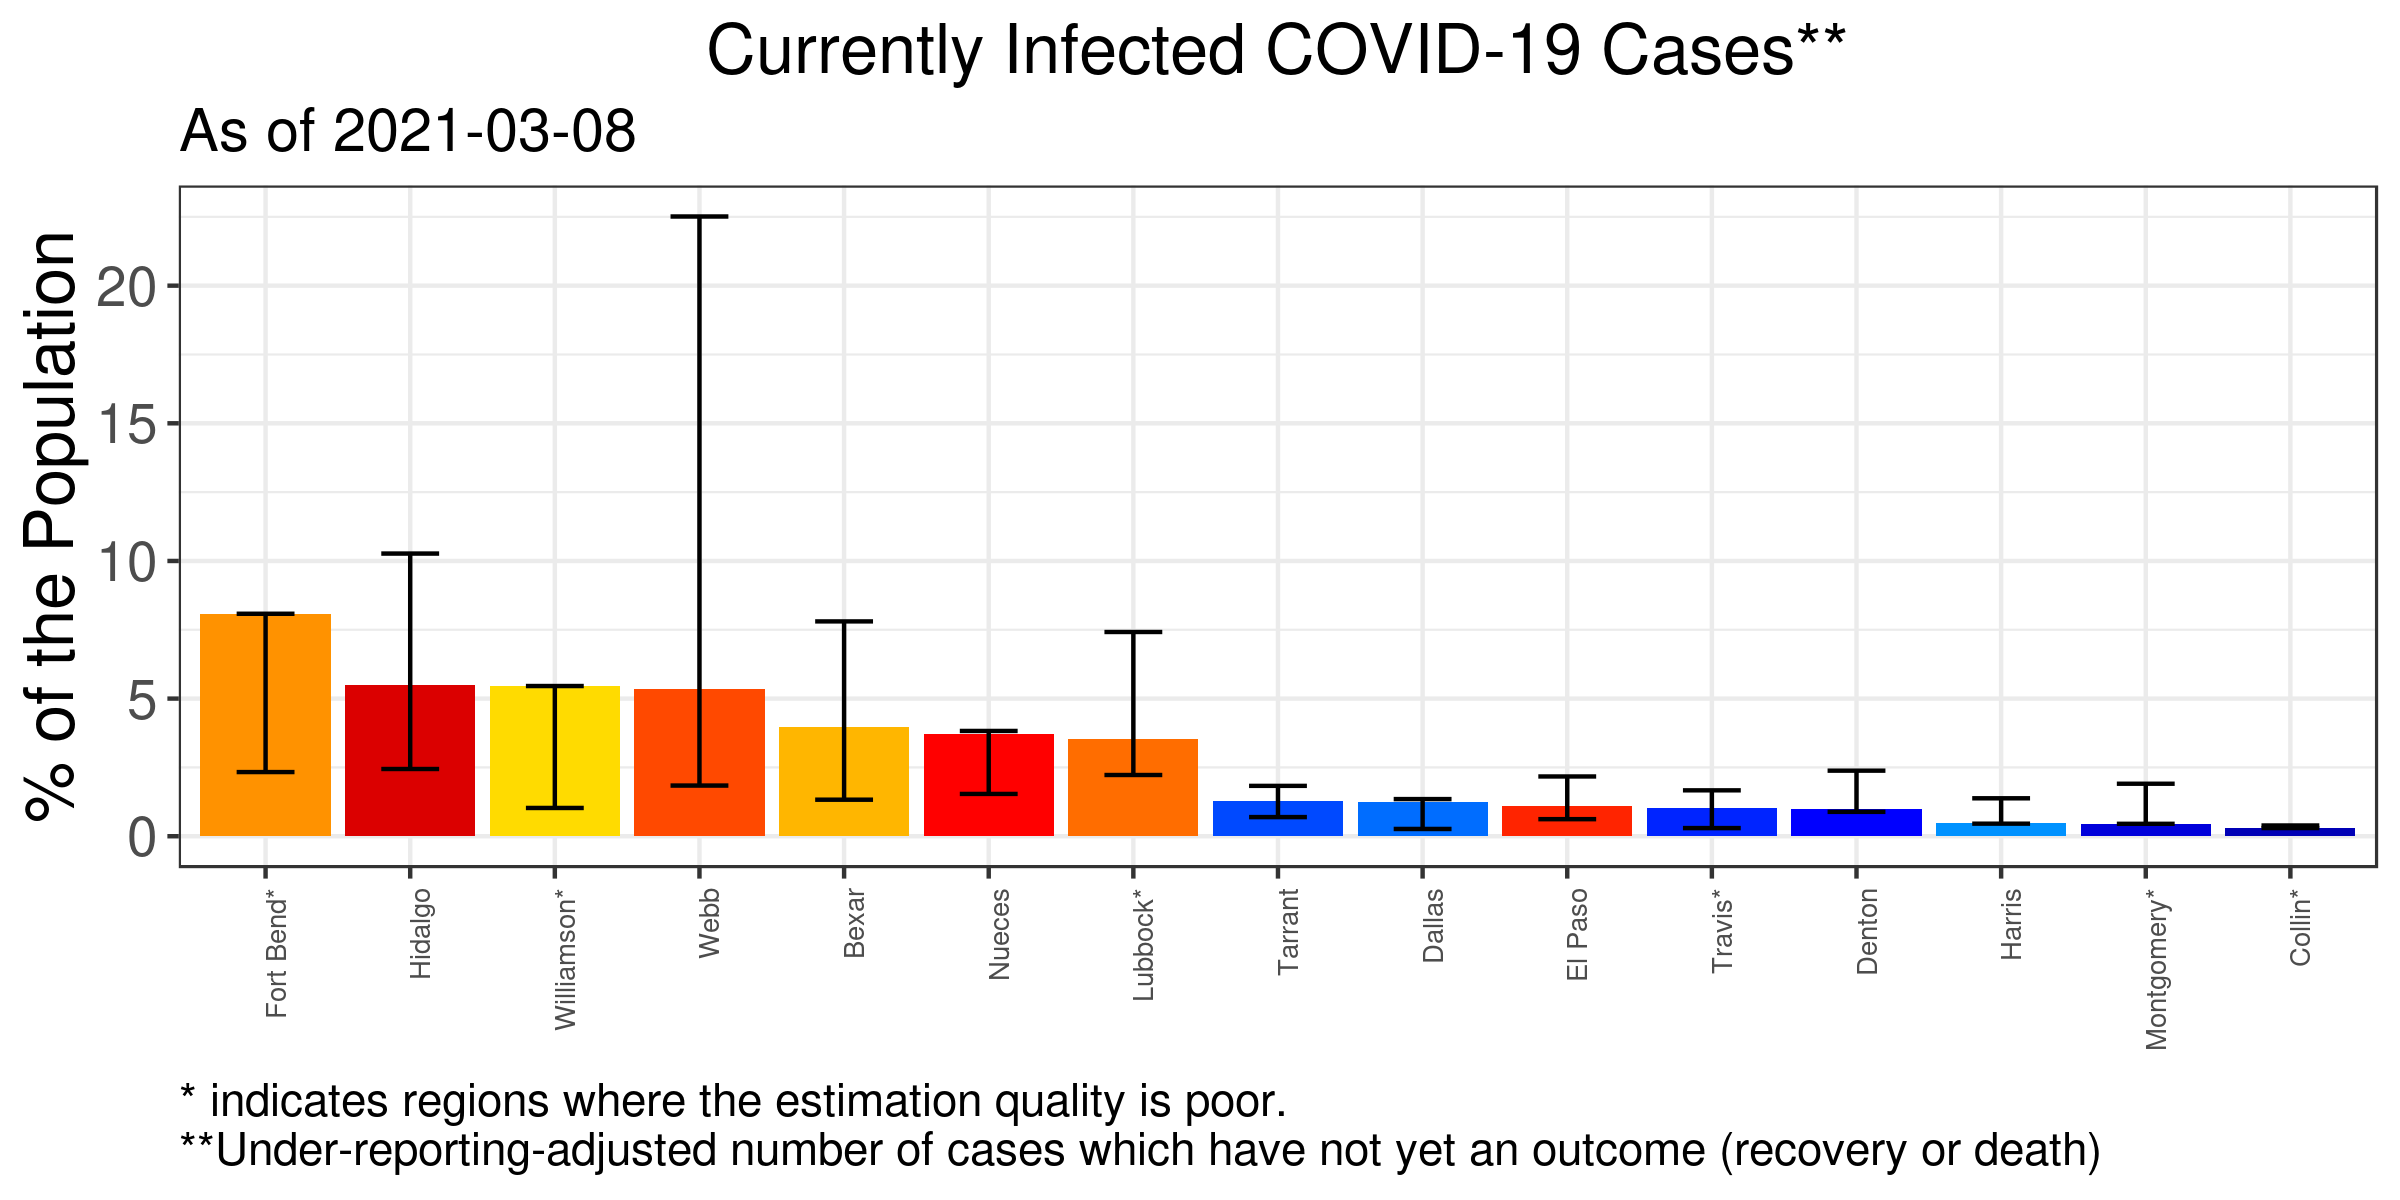 Currently Infected COVID-19 Cases**
As of 2021-03-08
% of the Population
20
15
10
5
0
Fort Bend*
Hidalgo
Williamson*
Webb
Bexar
Nueces
Lubbock*
Tarrant
Dallas
El Paso
Travis*
Denton
Harris
Montgomery*
Collin*
* indicates regions where the estimation quality is poor.
**Under-reporting-adjusted number of cases which have not yet an outcome (recovery or death)